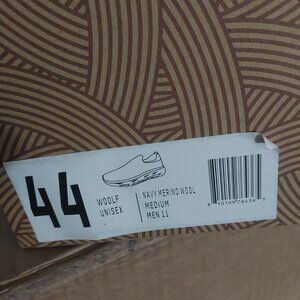 44
WOOLF
UNISEX
NAVY MERINO WOOL
MEDIUM
MEN 11